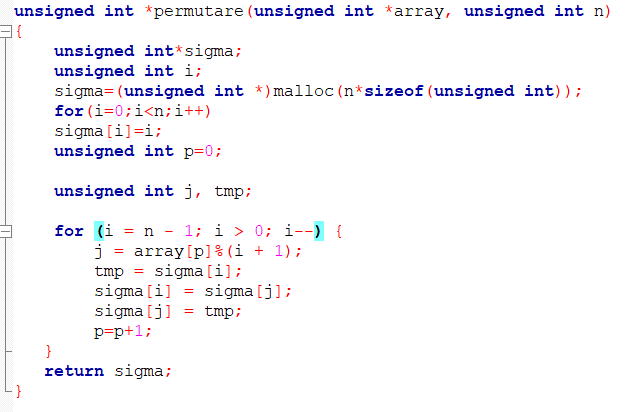 unsigned int *permutare(unsigned int *array, unsigned int n)
{
    unsigned int*sigma;
    unsigned int i;
    sigma=(unsigned int *)malloc(n*sizeof(unsigned int));
    for(i=0;i<n;i++)
    sigma[i]=i;
    unsigned int p=0;

    unsigned int j, tmp;

    for (i = n - 1; i > 0; i--) {
        j = array[p]%(i + 1);
        tmp = sigma[i];
        sigma[i] = sigma[j];
        sigma[j] = tmp;
        p=p+1;
   }
   return sigma;
}